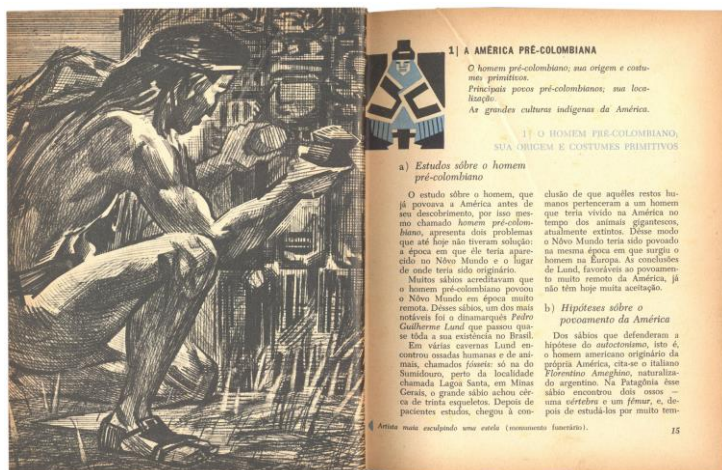 1| A AMÉRICA PRÉ-COLOMBIANA
O homem pré-colombiano; sua origem e costu-
mes primitivos.
Principais povos pré-colombianos; sua loca-
lização.
As grandes culturas indígenas da América.
1) O HOMEM PRÉ-COLOMBIANO;
SUA ORIGEM E COSTUMES PRIMITIVOS
a) Estudos sôbre o homem
pré-colombiano
O estudo sôbre o homem, que
já povoava a América antes de
seu descobrimento, por isso mes-
mo chamado homem pré-colom-
biano, apresenta dois problemas
que até hoje não tiveram solução:
a época em que êle teria apare-
cido no Nôvo Mundo e o lugar
de onde teria sido originário.
Muitos sábios acreditavam que
o homem pré-colombiano povoou
o Nôvo Mundo em época muito
remota. Dêsses sábios, um dos mais
notáveis foi o dinamarquês Pedro
Guilherme Lund que passou qua-
se tôda a sua existência no Brasil.
Em várias cavernas Lund en-
controu ossadas humanas e de ani-
mais, chamados fósseis: só na do
Sumidouro, perto da localidade
chamada Lagoa Santa, em Minas
Gerais, o grande sábio achou cêr-
ca de trinta esqueletos. Depois de
pacientes estudos, chegou à con-
clusão de que aquêles restos hu-
manos pertenceram a um homem
que teria vivido na América no
tempo dos animais gigantescos,
atualmente extintos. Dêsse modo
o Nôvo Mundo teria sido povoado
na mesma época em que surgiu o
homem na Europa. As conclusões
de Lund, favoráveis ao povoamen-
to muito remoto da América, já
não têm hoje muita aceitação.
b) Hipóteses sôbre o
povoamento da América
Dos sábios que defenderam a
hipótese do autoctonismo, isto é,
o homem americano originário da
própria América, cita-se o italiano
Florentino Ameghino, naturaliza-
do argentino. Na Patagônia êsse
sábio encontrou dois ossos —
uma vértebra e um fêmur, e, de-
pois de estudá-los por muito tem-
Artista maia esculpindo uma estela (monumento funerário).
15